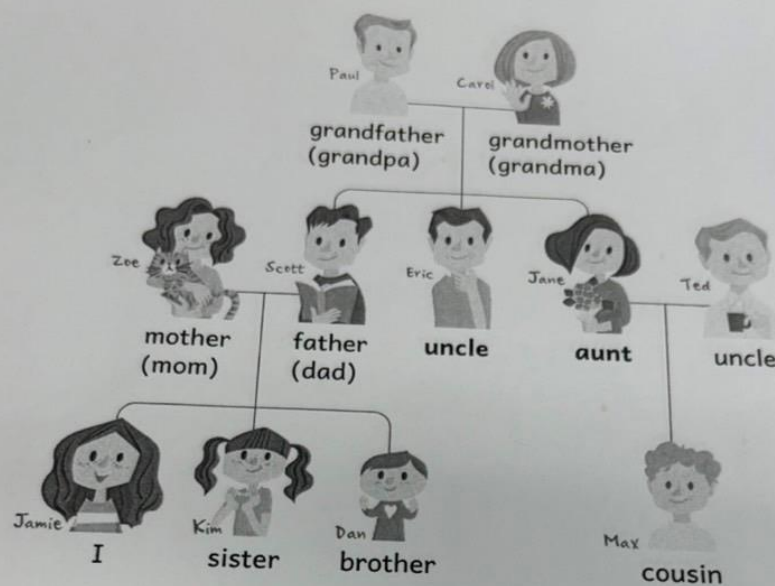 Paul
Carol
grandfather
(grandpa)
grandmother
(grandma)
Zoe
Scott
Eric
Jane
Ted
mother
(mom)
father
(dad)
uncle
aunt
uncle
Jamie
Kim
Dan
Max
I
sister
brother
cousin